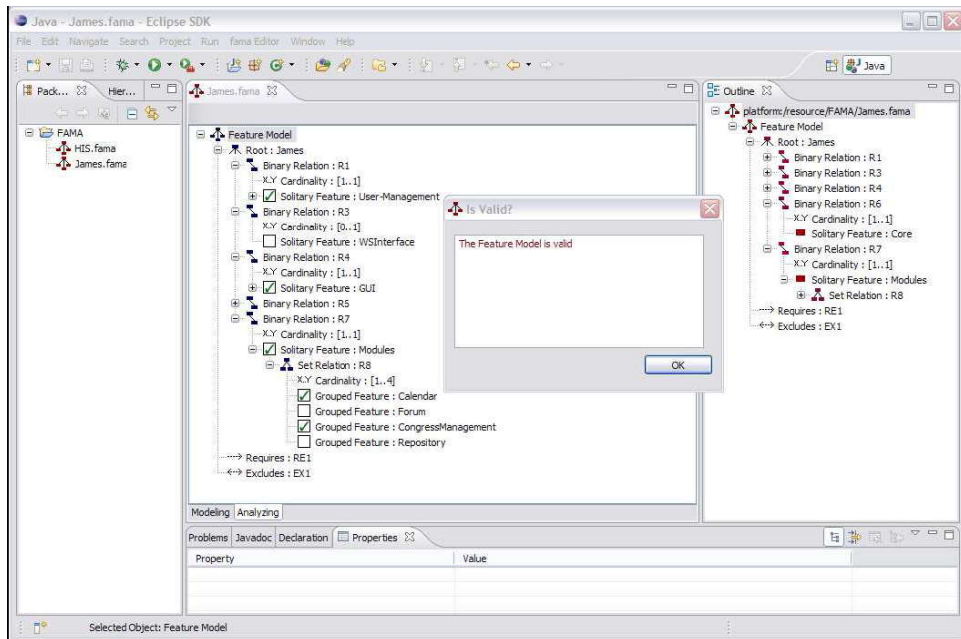 Java - James.fama - Eclipse SDK
File Edit Navigate Search Project Run fama Editor Window Help
Java
Pack... Hier...
FAMA
HIS.fama
James.fama
James.fama
Feature Model
Root : James
Binary Relation : R1
X.Y Cardinality : [1..1]
Solitary Feature : User-Management
Binary Relation : R3
X.Y Cardinality : [0..1]
Solitary Feature : WSInterface
Binary Relation : R4
X.Y Cardinality : [1..1]
Solitary Feature : GUI
Binary Relation : R5
Binary Relation : R7
X.Y Cardinality : [1..1]
Solitary Feature : Modules
Set Relation : R8
X.Y Cardinality : [1..4]
Grouped Feature : Calendar
Grouped Feature : Forum
Grouped Feature : CongressManagement
Grouped Feature : Repository
Requires : RE1
Excludes : EX1
Modeling Analyzing
Is Valid?
The Feature Model is valid
OK
Outline
platform:/resource/FAMA/James.fama
Feature Model
Root : James
Binary Relation : R1
Binary Relation : R3
Binary Relation : R4
Binary Relation : R6
X.Y Cardinality : [1..1]
Solitary Feature : Core
Binary Relation : R7
X.Y Cardinality : [1..1]
Solitary Feature : Modules
Set Relation : R8
Requires : RE1
Excludes : EX1
Problems Javadoc Declaration Properties
Property Value
Selected Object: Feature Model